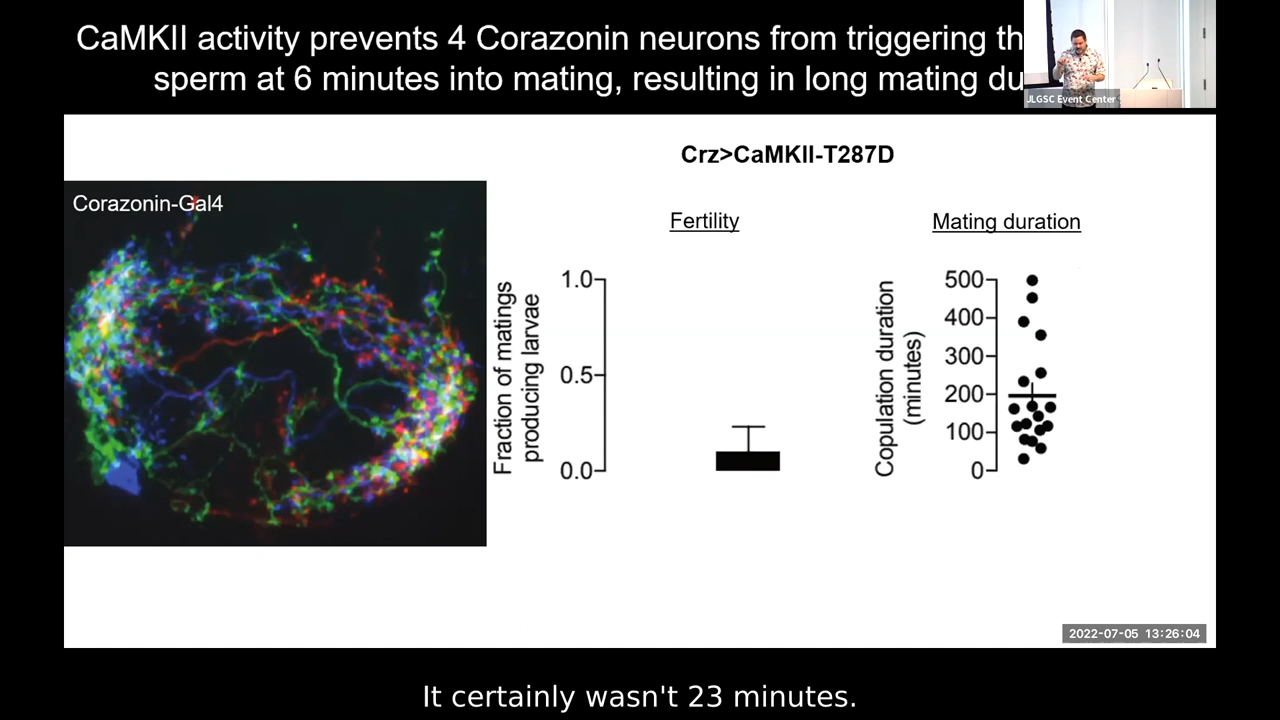 CaMKII activity prevents 4 Corazonin neurons from triggering th
sperm at 6 minutes into mating, resulting in long mating du
JLGSC Event Center
Crz>CaMKII-T287D
Corazonin-Gal4
Fertility
Fraction of matings
producing larvae
1.0
0.5
0.0
Mating duration
Copulation duration
(minutes)
500
400
300
200
100
0
2022-07-05 13:26:04
It certainly wasn't 23 minutes.